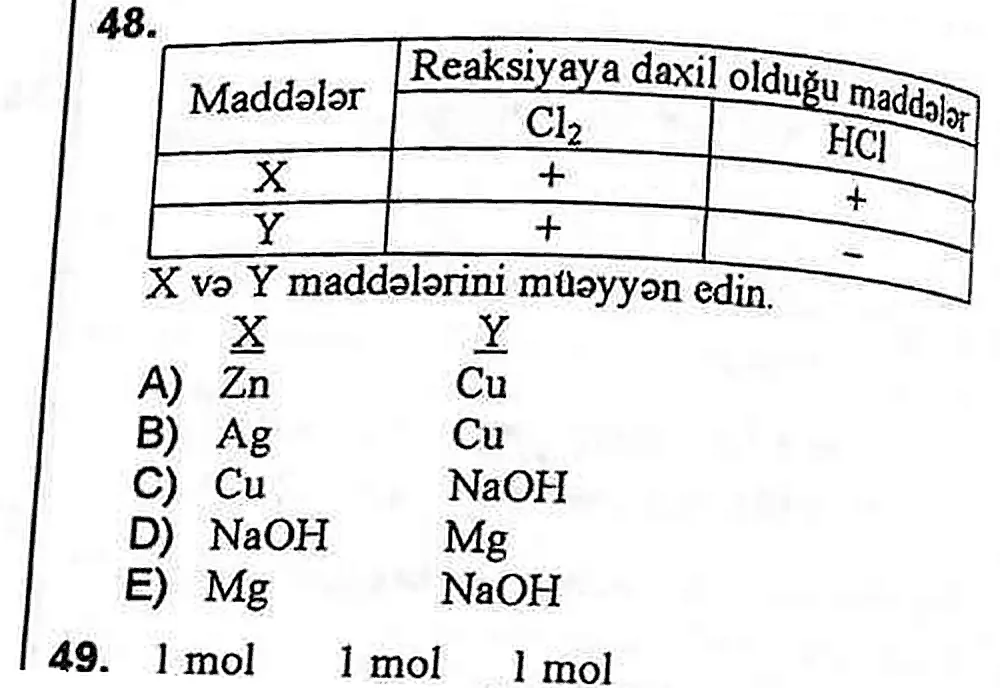 48.
Maddələr Reaksiyaya daxil olduğu maddələr
Cl₂ HCl
X + +
Y + –
X və Y maddələrini müəyyən edin.
X Y
A) Zn Cu
B) Ag Cu
C) Cu NaOH
D) NaOH Mg
E) Mg NaOH
49. 1 mol 1 mol 1 mol